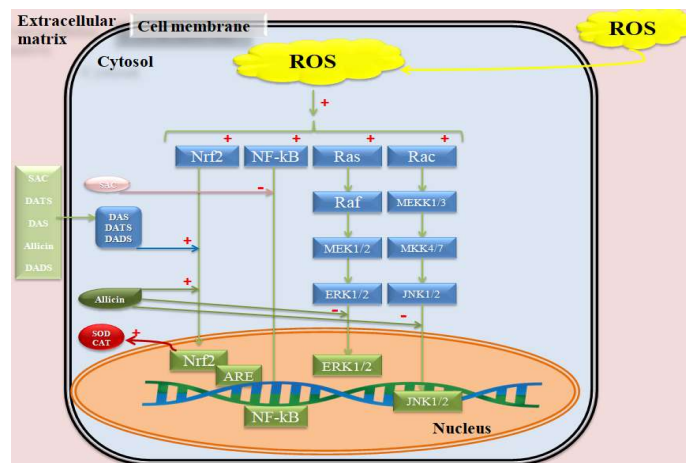 Extracellular
matrix
Cell membrane
Cytosol
ROS
ROS
+
+
+
+
+
Nrf2
NF-kB
Ras
Rac
SAC
DATS
DAS
Allicin
DADS
SAC
-
DAS
DATS
DADS
+
Raf
MEKK1/3
MEK1/2
MKK4/7
ERK1/2
JNK1/2
Allicin
+
-
-
SOD
CAT
+
Nrf2
ARE
ERK1/2
NF-kB
JNK1/2
Nucleus